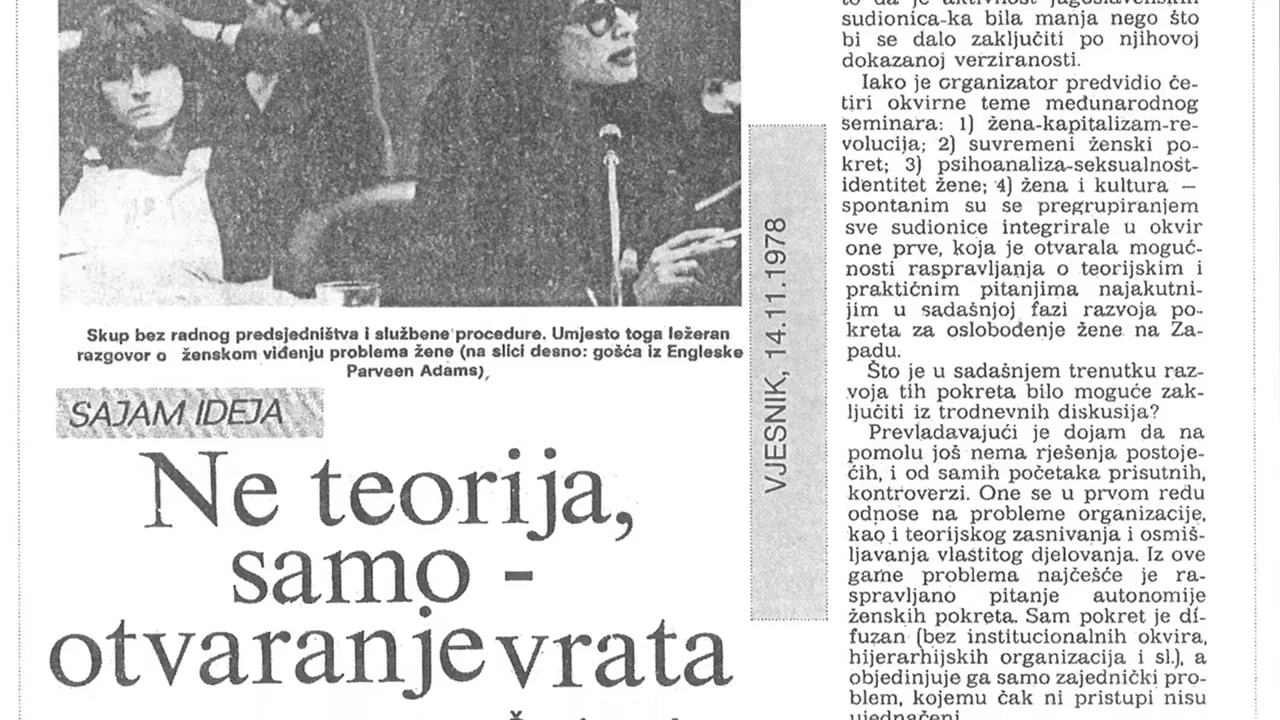 Skup bez radnog predsjedništva i službene procedure. Umjesto toga ležeran
razgovor o ženskom viđenju problema žene (na slici desno: gošća iz Engleske
Parveen Adams)
SAJAM IDEJA
Ne teorija,
samo -
otvaranje vrata
VJESNIK, 14.11.1978
to da je aktivnost jugoslavenskih
sudionica-ka bila manja nego što
bi se dalo zaključiti po njihovoj
dokazanoj verziranosti.
Iako je organizator predvidio če-
tiri okvirne teme međunarodnog
seminara: 1) žena-kapitalizam-re-
volucija; 2) suvremeni ženski po-
kret; 3) psihoanaliza-seksualnost-
identitet žene; 4) žena i kultura —
spontanim su se pregrupiranjem
sve sudionice integrirale u okvir
one prve, koja je otvarala moguć-
nosti raspravljanja o teorijskim i
praktičnim pitanjima najakutni-
jim u sadašnjoj fazi razvoja po-
kreta za oslobođenje žene na Za-
padu.
Što je u sadašnjem trenutku raz-
voja tih pokreta bilo moguće zak-
ljučiti iz trodnevnih diskusija?
Prevladavajući je dojam da na
pomolu još nema rješenja postoje-
ćih, i od samih početaka prisutnih,
kontroverzi. One se u prvom redu
odnose na probleme organizacije,
kao i teorijskog zasnivanja i osmiš-
ljavanja vlastitog djelovanja. Iz ove
game problema najčešće je ra-
spravljano pitanje autonomije
ženskih pokreta. Sam pokret je di-
fuzan (bez institucionalnih okvira,
hijerarhijskih organizacija i sl.), a
objedinjuje ga samo zajednički pro-
blem, kojemu čak ni pristupi nisu
ujednačeni.